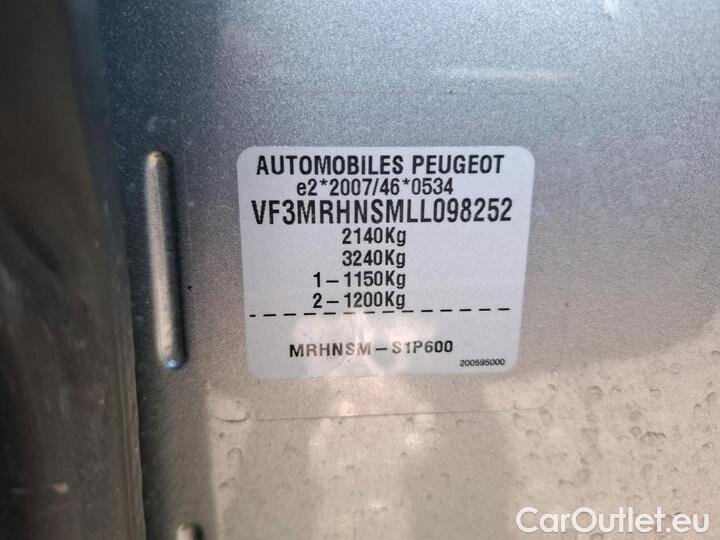 AUTOMOBILES PEUGEOT
e2*2007/46*0534
VF3MRHNSMLL098252
2140Kg
3240Kg
1-1150Kg
2-1200Kg
MRHNSM-S1P600
200595000
CarOutlet.eu